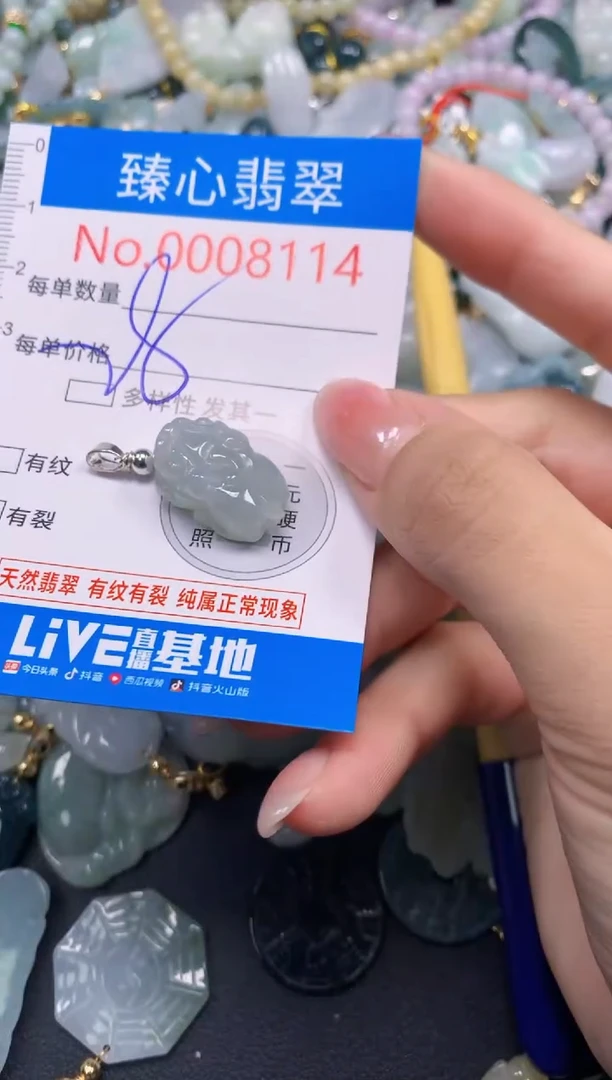 0
臻心翡翠
1
No.0008114
2
每单数量
3
每单价格
8
多样性 发其一
有纹
元
硬
有裂
照
币
天然翡翠 有纹有裂 纯属正常现象
LiVE直播基地
今日头条 抖音 西瓜视频 抖音火山版